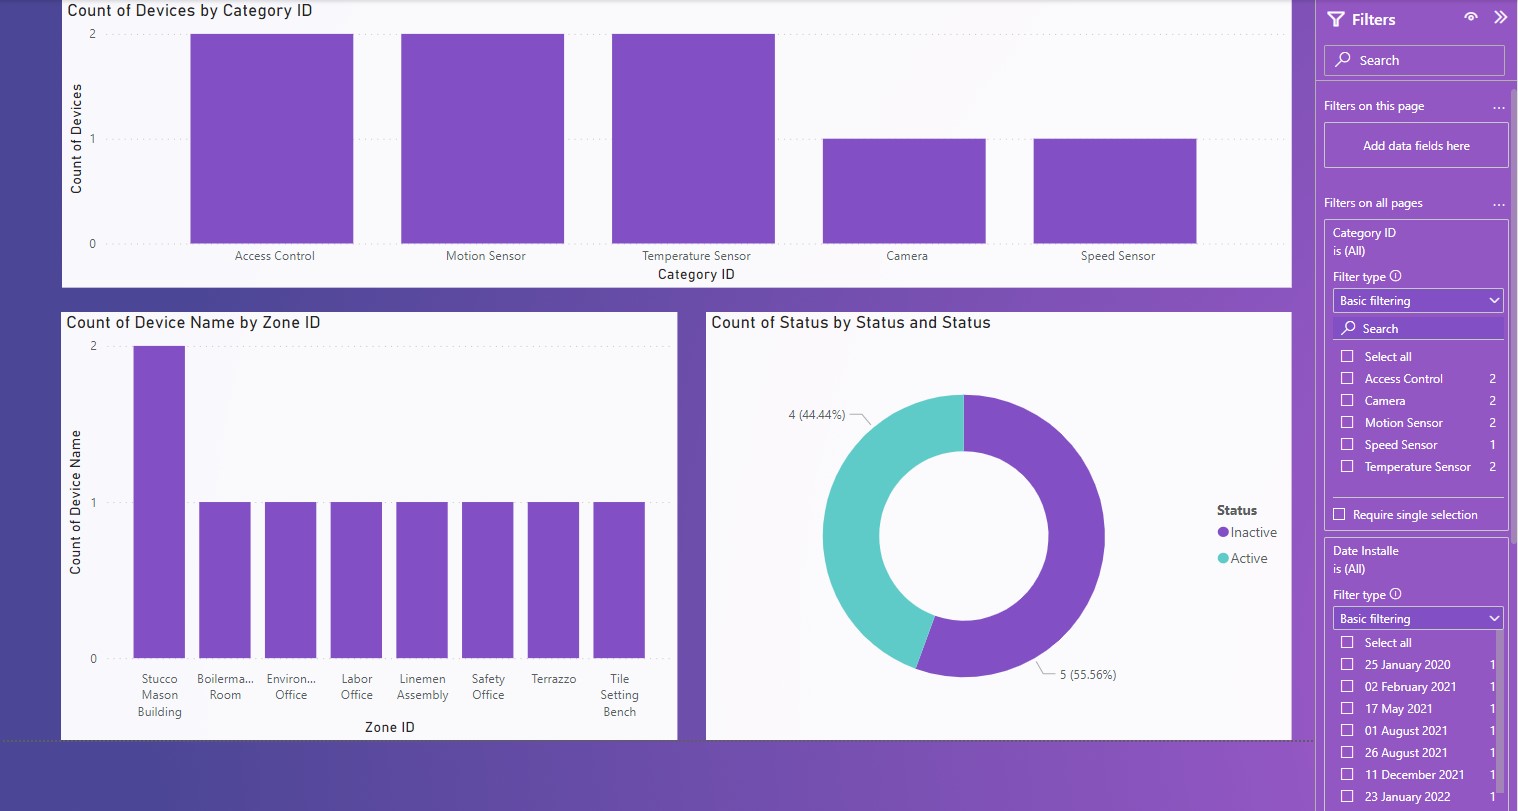 Count of Devices by Category ID
2
1
0
Count of Devices
Access Control
Motion Sensor
Temperature Sensor
Camera
Speed Sensor
Category ID
Count of Device Name by Zone ID
2
1
0
Count of Device Name
Stucco
Mason
Building
Boilerma...
Room
Environ...
Office
Labor
Office
Linemen
Assembly
Safety
Office
Terrazzo
Tile
Setting
Bench
Zone ID
Count of Status by Status and Status
4 (44.44%)
5 (55.56%)
Status
Inactive
Active
Filters
Search
Filters on this page
...
Add data fields here
Filters on all pages
...
Category ID
is (All)
Filter type
Basic filtering
Search
Select all
Access Control 2
Camera 2
Motion Sensor 2
Speed Sensor 1
Temperature Sensor 2
Require single selection
Date Installe
is (All)
Filter type
Basic filtering
Select all
25 January 2020 1
02 February 2021 1
17 May 2021 1
01 August 2021 1
26 August 2021 1
11 December 2021 1
23 January 2022 1